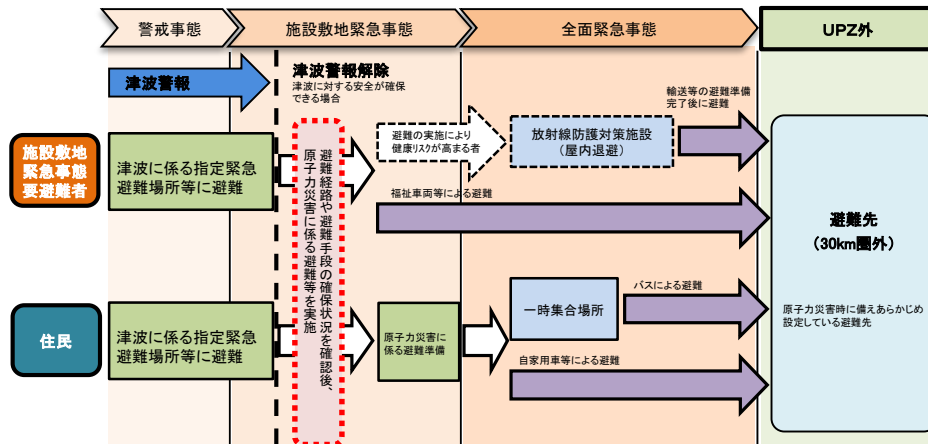 警戒事態
施設敷地緊急事態
全面緊急事態
UPZ外
津波警報
津波警報解除
津波に対する安全が確保
できる場合
輸送等の避難準備
完了後に避難
施設敷地
緊急事態
要避難者
津波に係る指定緊急
避難場所等に避難
避難経路や避難手段の確保状況を確認後、
原子力災害に係る避難等を実施
避難の実施により
健康リスクが高まる者
放射線防護対策施設
（屋内退避）
福祉車両等による避難
避難先
（30km圏外）
原子力災害時に備えあらかじめ
設定している避難先
住民
津波に係る指定緊急
避難場所等に避難
原子力災害に
係る避難準備
一時集合場所
バスによる避難
自家用車等による避難